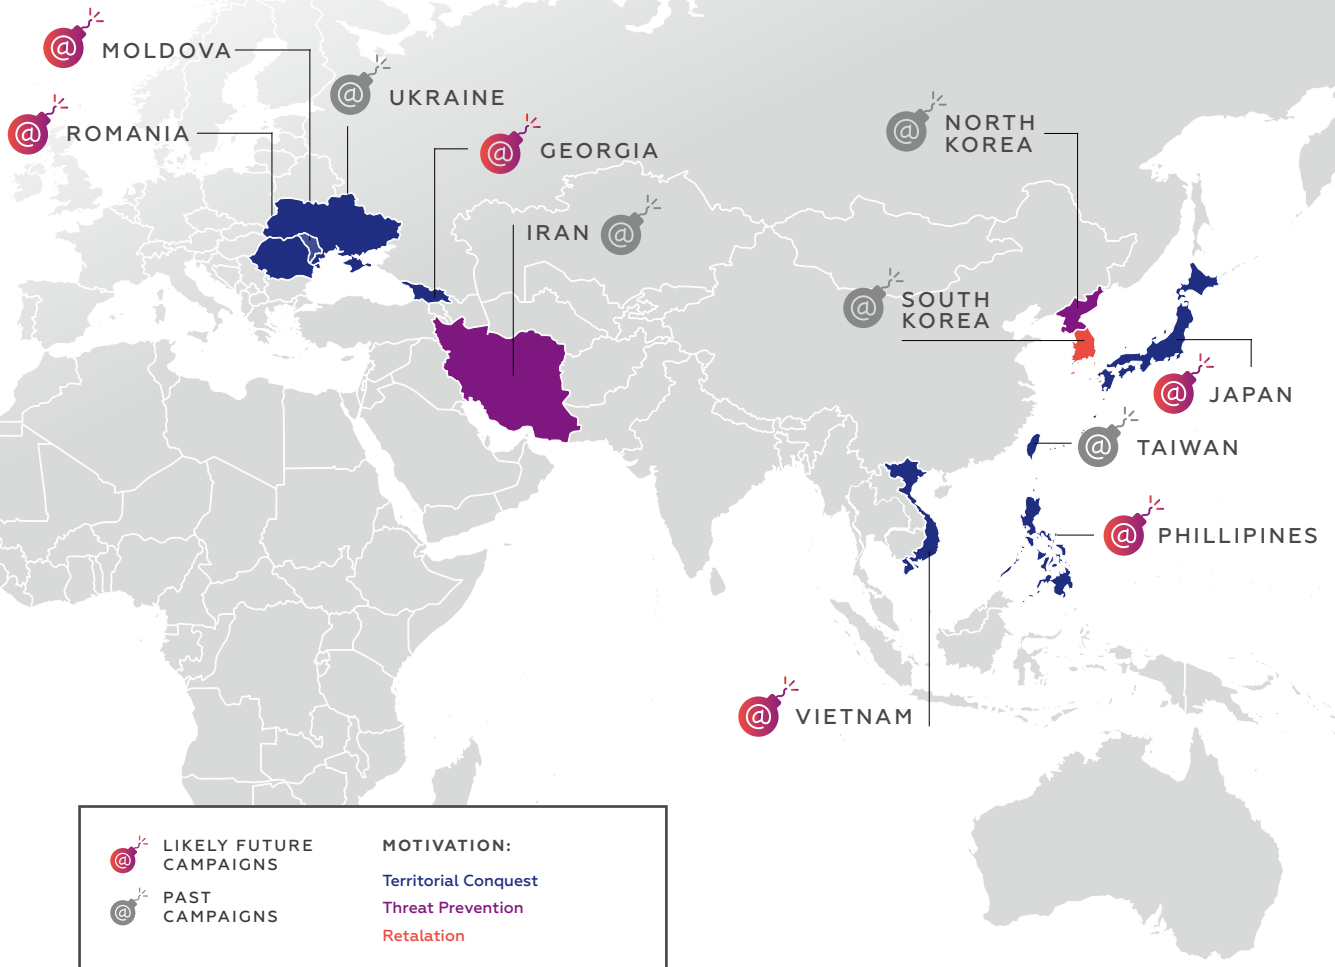 @ MOLDOVA
@ UKRAINE
@ ROMANIA
@ GEORGIA
IRAN @
@ NORTH
KOREA
@ SOUTH
KOREA
@ JAPAN
@ TAIWAN
@ PHILLIPINES
@ VIETNAM
@ LIKELY FUTURE
CAMPAIGNS
@ PAST
CAMPAIGNS
MOTIVATION:
Territorial Conquest
Threat Prevention
Retalation